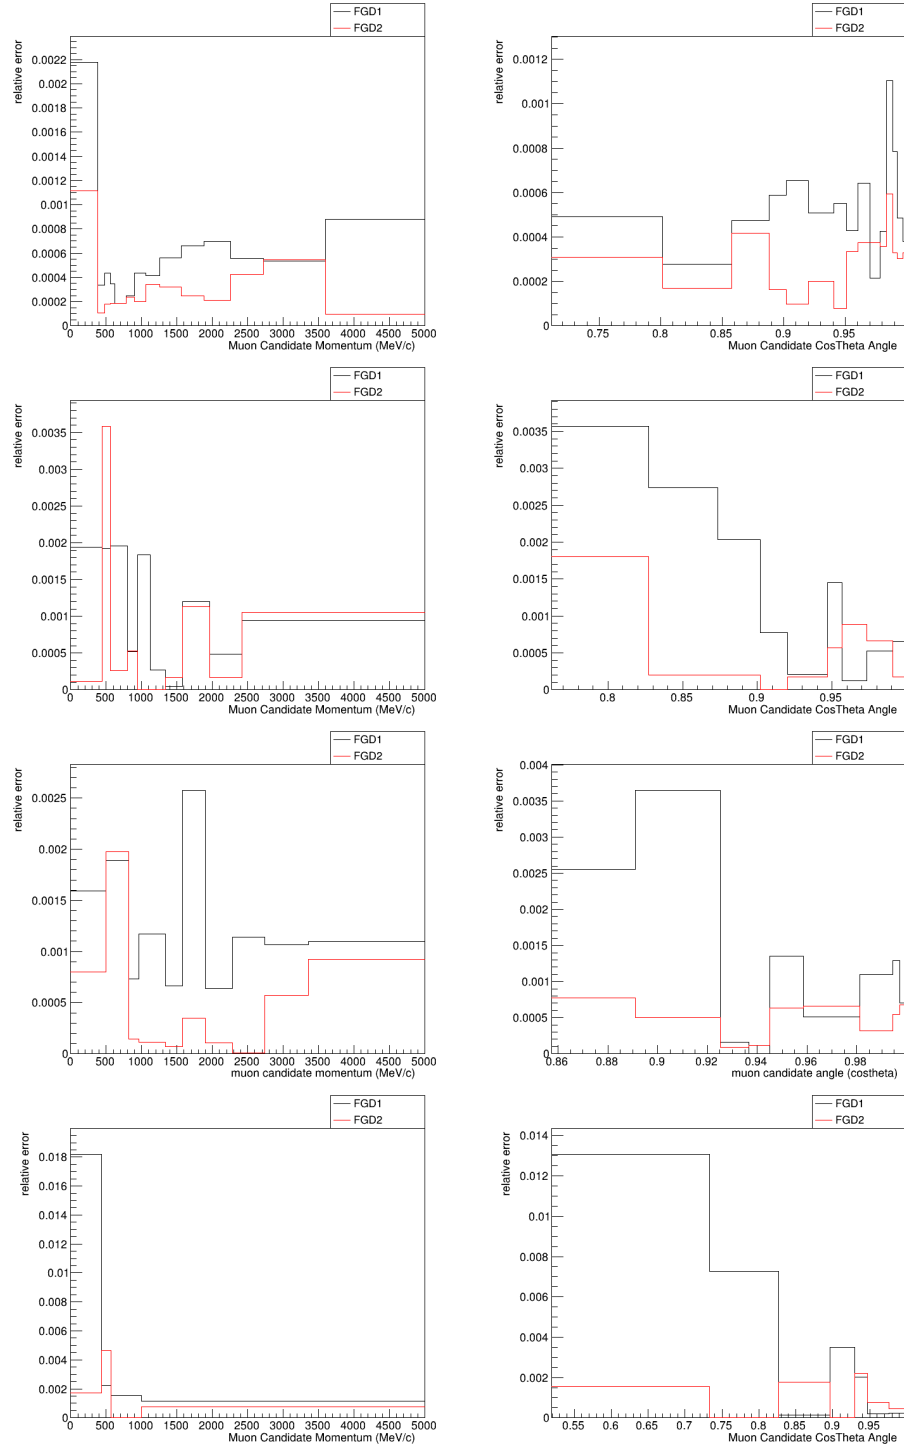 FGD1
FGD2
relative error
0.0022
0.002
0.0018
0.0016
0.0014
0.0012
0.001
0.0008
0.0006
0.0004
0.0002
0
0 500 1000 1500 2000 2500 3000 3500 4000 4500 5000
Muon Candidate Momentum (MeV/c)
FGD1
FGD2
relative error
0.0012
0.001
0.0008
0.0006
0.0004
0.0002
0
0.75 0.8 0.85 0.9 0.95
Muon Candidate CosTheta Angle
FGD1
FGD2
relative error
0.0035
0.003
0.0025
0.002
0.0015
0.001
0.0005
0
0 500 1000 1500 2000 2500 3000 3500 4000 4500 5000
Muon Candidate Momentum (MeV/c)
FGD1
FGD2
relative error
0.0035
0.003
0.0025
0.002
0.0015
0.001
0.0005
0
0.8 0.85 0.9 0.95
Muon Candidate CosTheta Angle
FGD1
FGD2
relative error
0.0025
0.002
0.0015
0.001
0.0005
0
0 500 1000 1500 2000 2500 3000 3500 4000 4500 5000
muon candidate momentum (MeV/c)
FGD1
FGD2
relative error
0.004
0.0035
0.003
0.0025
0.002
0.0015
0.001
0.0005
0
0.86 0.88 0.9 0.92 0.94 0.96 0.98
muon candidate angle (costheta)
FGD1
FGD2
relative error
0.018
0.016
0.014
0.012
0.01
0.008
0.006
0.004
0.002
0
0 500 1000 1500 2000 2500 3000 3500 4000 4500 5000
Muon Candidate Momentum (MeV/c)
FGD1
FGD2
relative error
0.014
0.012
0.01
0.008
0.006
0.004
0.002
0
0.55 0.6 0.65 0.7 0.75 0.8 0.85 0.9 0.95
Muon Candidate CosTheta Angle